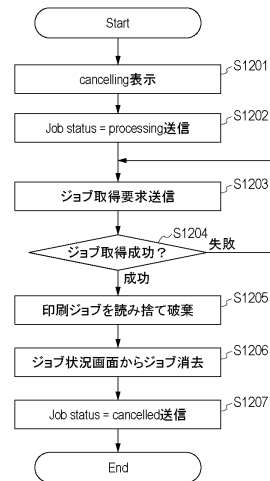 Start
S1201
cancelling表示
S1202
Job status = processing送信
S1203
ジョブ取得要求送信
S1204
ジョブ取得成功？
失敗
成功
S1205
印刷ジョブを読み捨て破棄
S1206
ジョブ状況画面からジョブ消去
S1207
Job status = cancelled送信
End